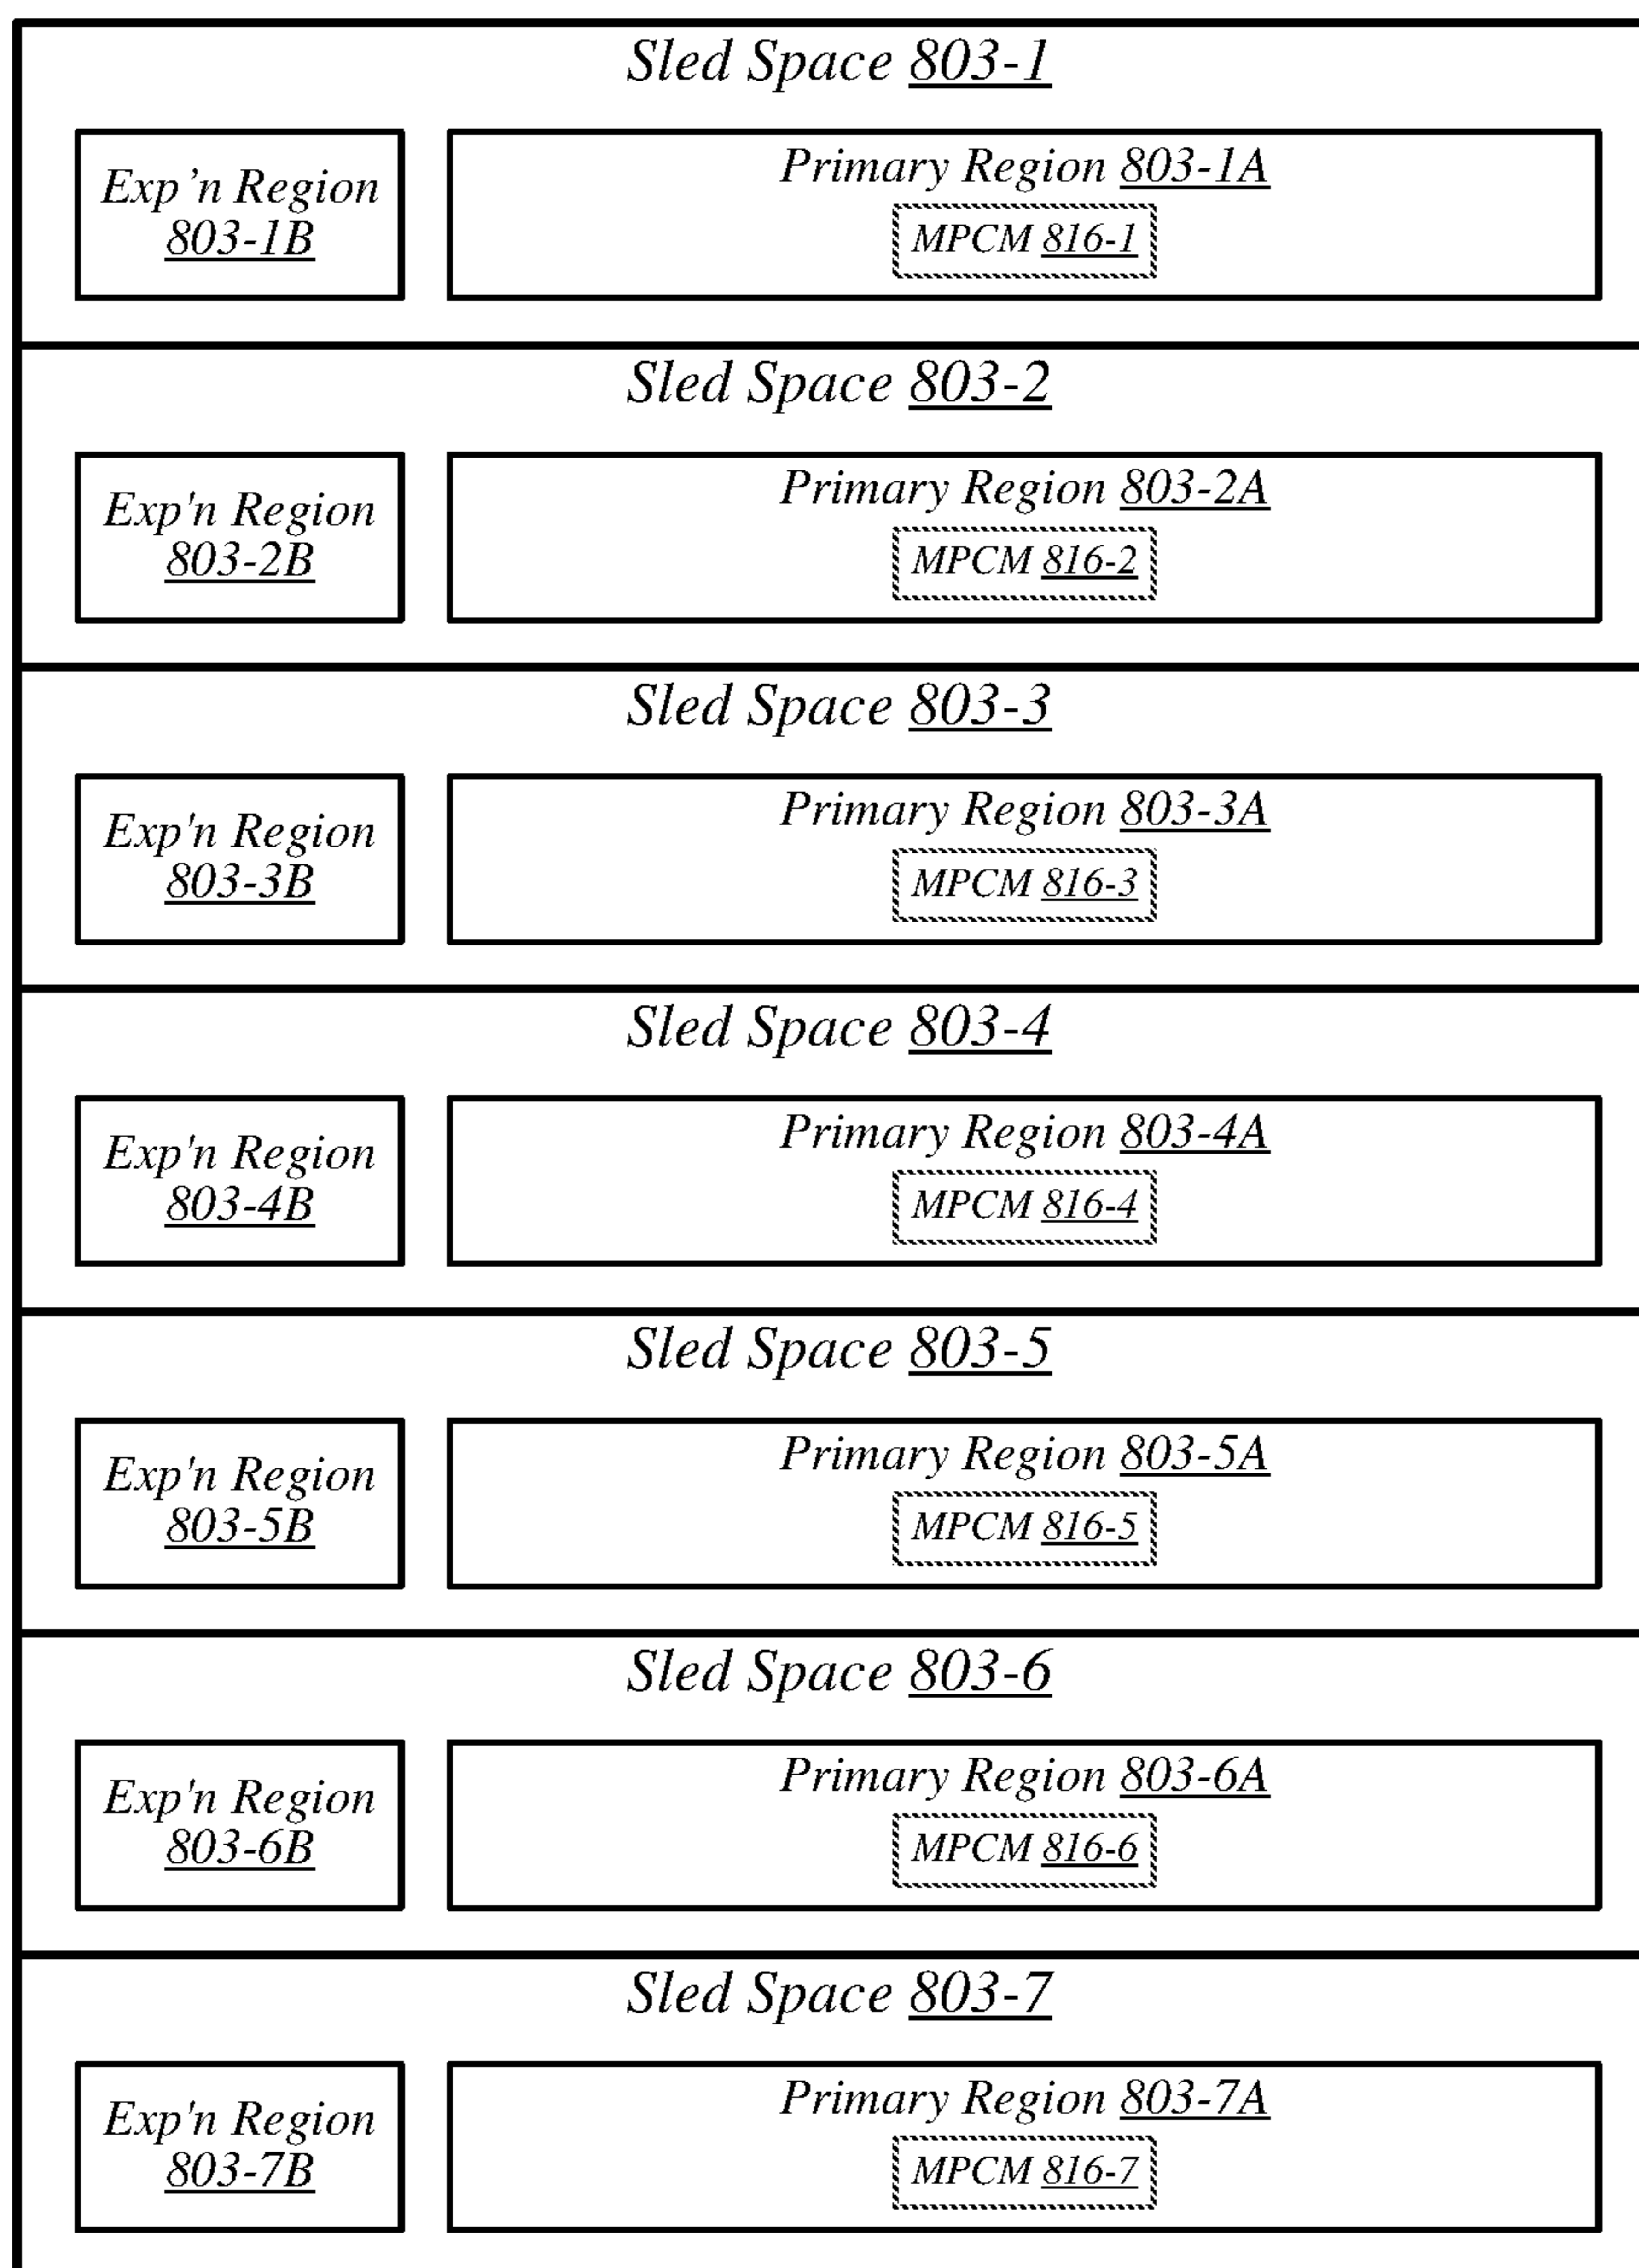 Sled Space 803-1
Exp’n Region
803-1B
Primary Region 803-1A
MPCM 816-1
Sled Space 803-2
Exp'n Region
803-2B
Primary Region 803-2A
MPCM 816-2
Sled Space 803-3
Exp'n Region
803-3B
Primary Region 803-3A
MPCM 816-3
Sled Space 803-4
Exp'n Region
803-4B
Primary Region 803-4A
MPCM 816-4
Sled Space 803-5
Exp'n Region
803-5B
Primary Region 803-5A
MPCM 816-5
Sled Space 803-6
Exp'n Region
803-6B
Primary Region 803-6A
MPCM 816-6
Sled Space 803-7
Exp'n Region
803-7B
Primary Region 803-7A
MPCM 816-7